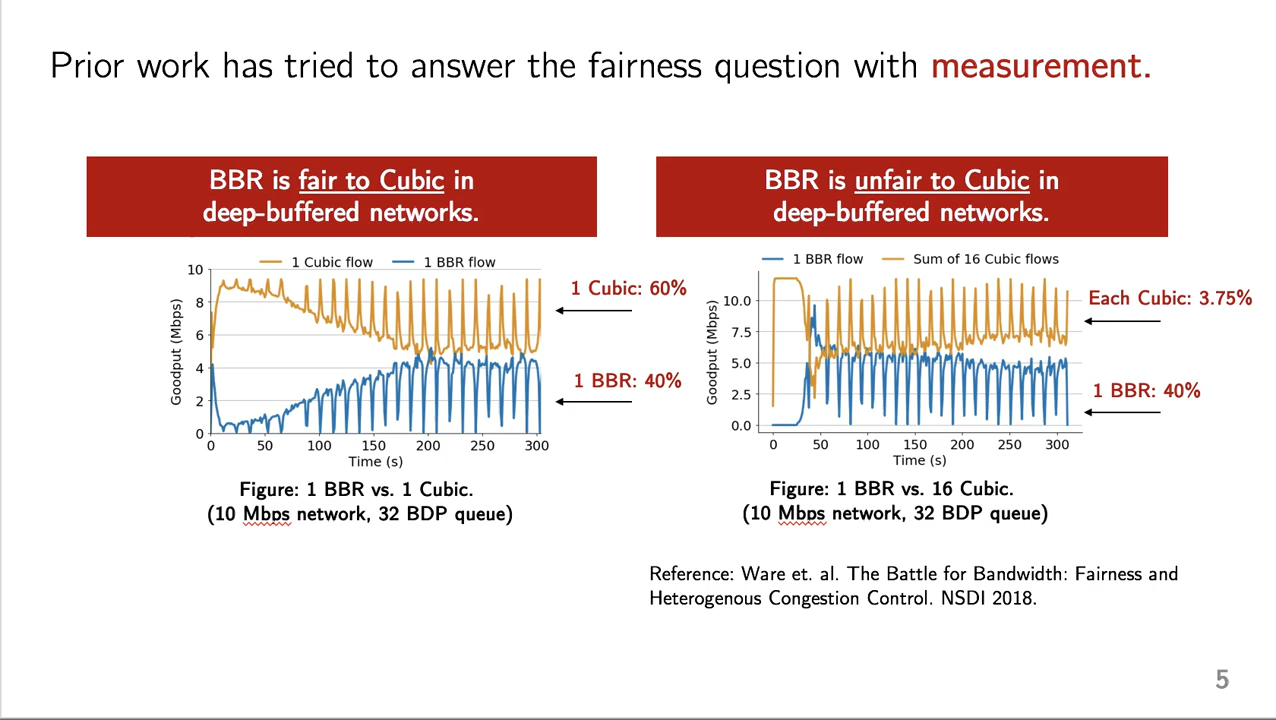 Prior work has tried to answer the fairness question with measurement.
BBR is fair to Cubic in
deep-buffered networks.
1 Cubic flow
1 BBR flow
10
8
6
4
2
0
Goodput (Mbps)
0
50
100
150
200
250
300
Time (s)
1 Cubic: 60%
1 BBR: 40%
Figure: 1 BBR vs. 1 Cubic.
(10 Mbps network, 32 BDP queue)
BBR is unfair to Cubic in
deep-buffered networks.
1 BBR flow
Sum of 16 Cubic flows
10.0
7.5
5.0
2.5
0.0
Goodput (Mbps)
0
50
100
150
200
250
300
Time (s)
Each Cubic: 3.75%
1 BBR: 40%
Figure: 1 BBR vs. 16 Cubic.
(10 Mbps network, 32 BDP queue)
Reference: Ware et. al. The Battle for Bandwidth: Fairness and
Heterogenous Congestion Control. NSDI 2018.
5